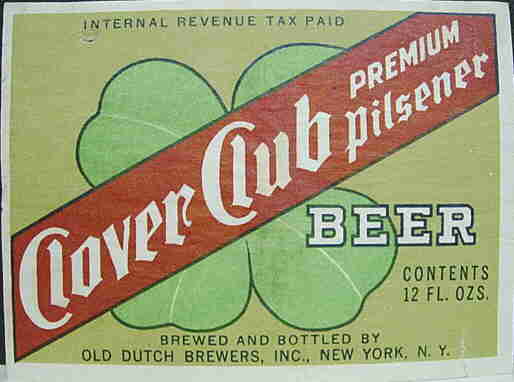 INTERNAL REVENUE TAX PAID
Clover Club
PREMIUM
pilsener
BEER
CONTENTS
12 FL. OZS.
BREWED AND BOTTLED BY
OLD DUTCH BREWERS, INC., NEW YORK, N. Y.